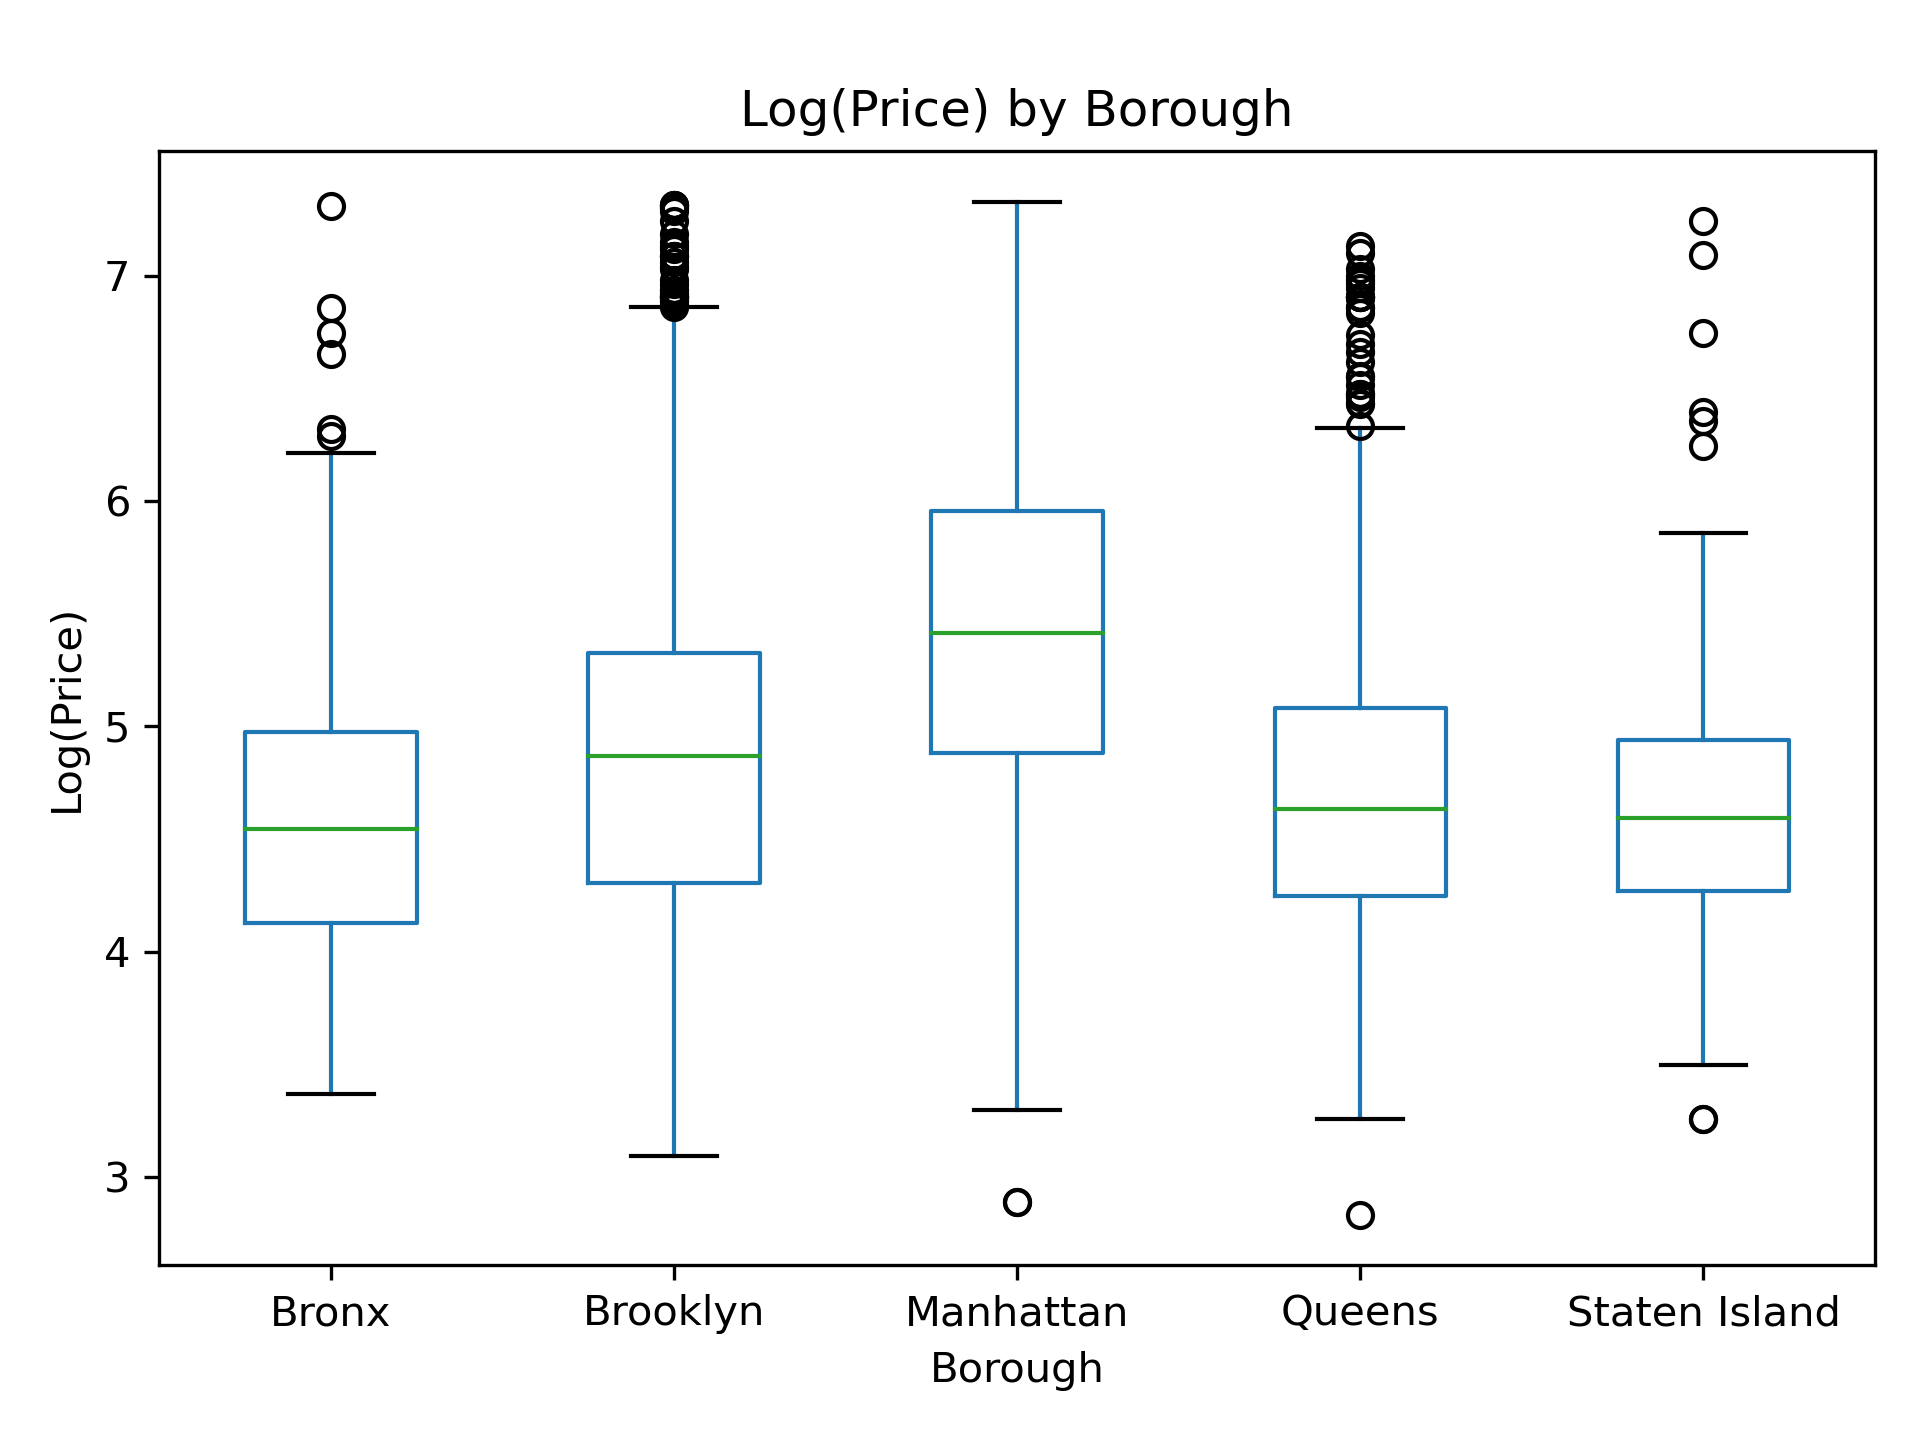 Log(Price) by Borough
Log(Price)
7
6
5
4
3
Bronx Brooklyn Manhattan Queens Staten Island
Borough